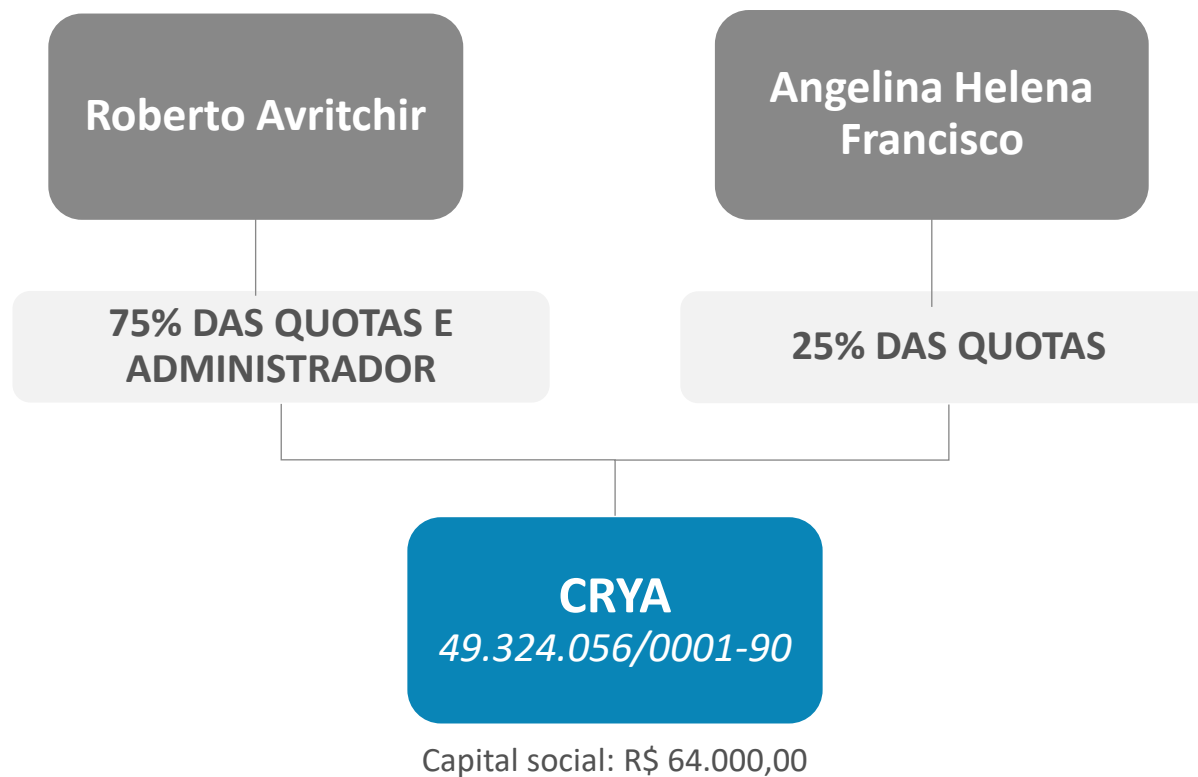 Roberto Avritchir
Angelina Helena
Francisco
75% DAS QUOTAS E
ADMINISTRADOR
25% DAS QUOTAS
CRYA
49.324.056/0001-90
Capital social: R$ 64.000,00